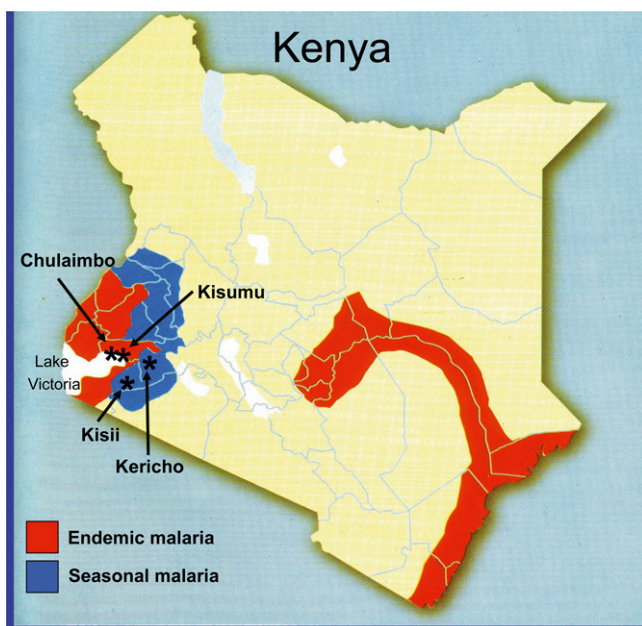 Kenya
Chulaimbo
Kisumu
Lake
Victoria
Kisii
Kericho
Endemic malaria
Seasonal malaria